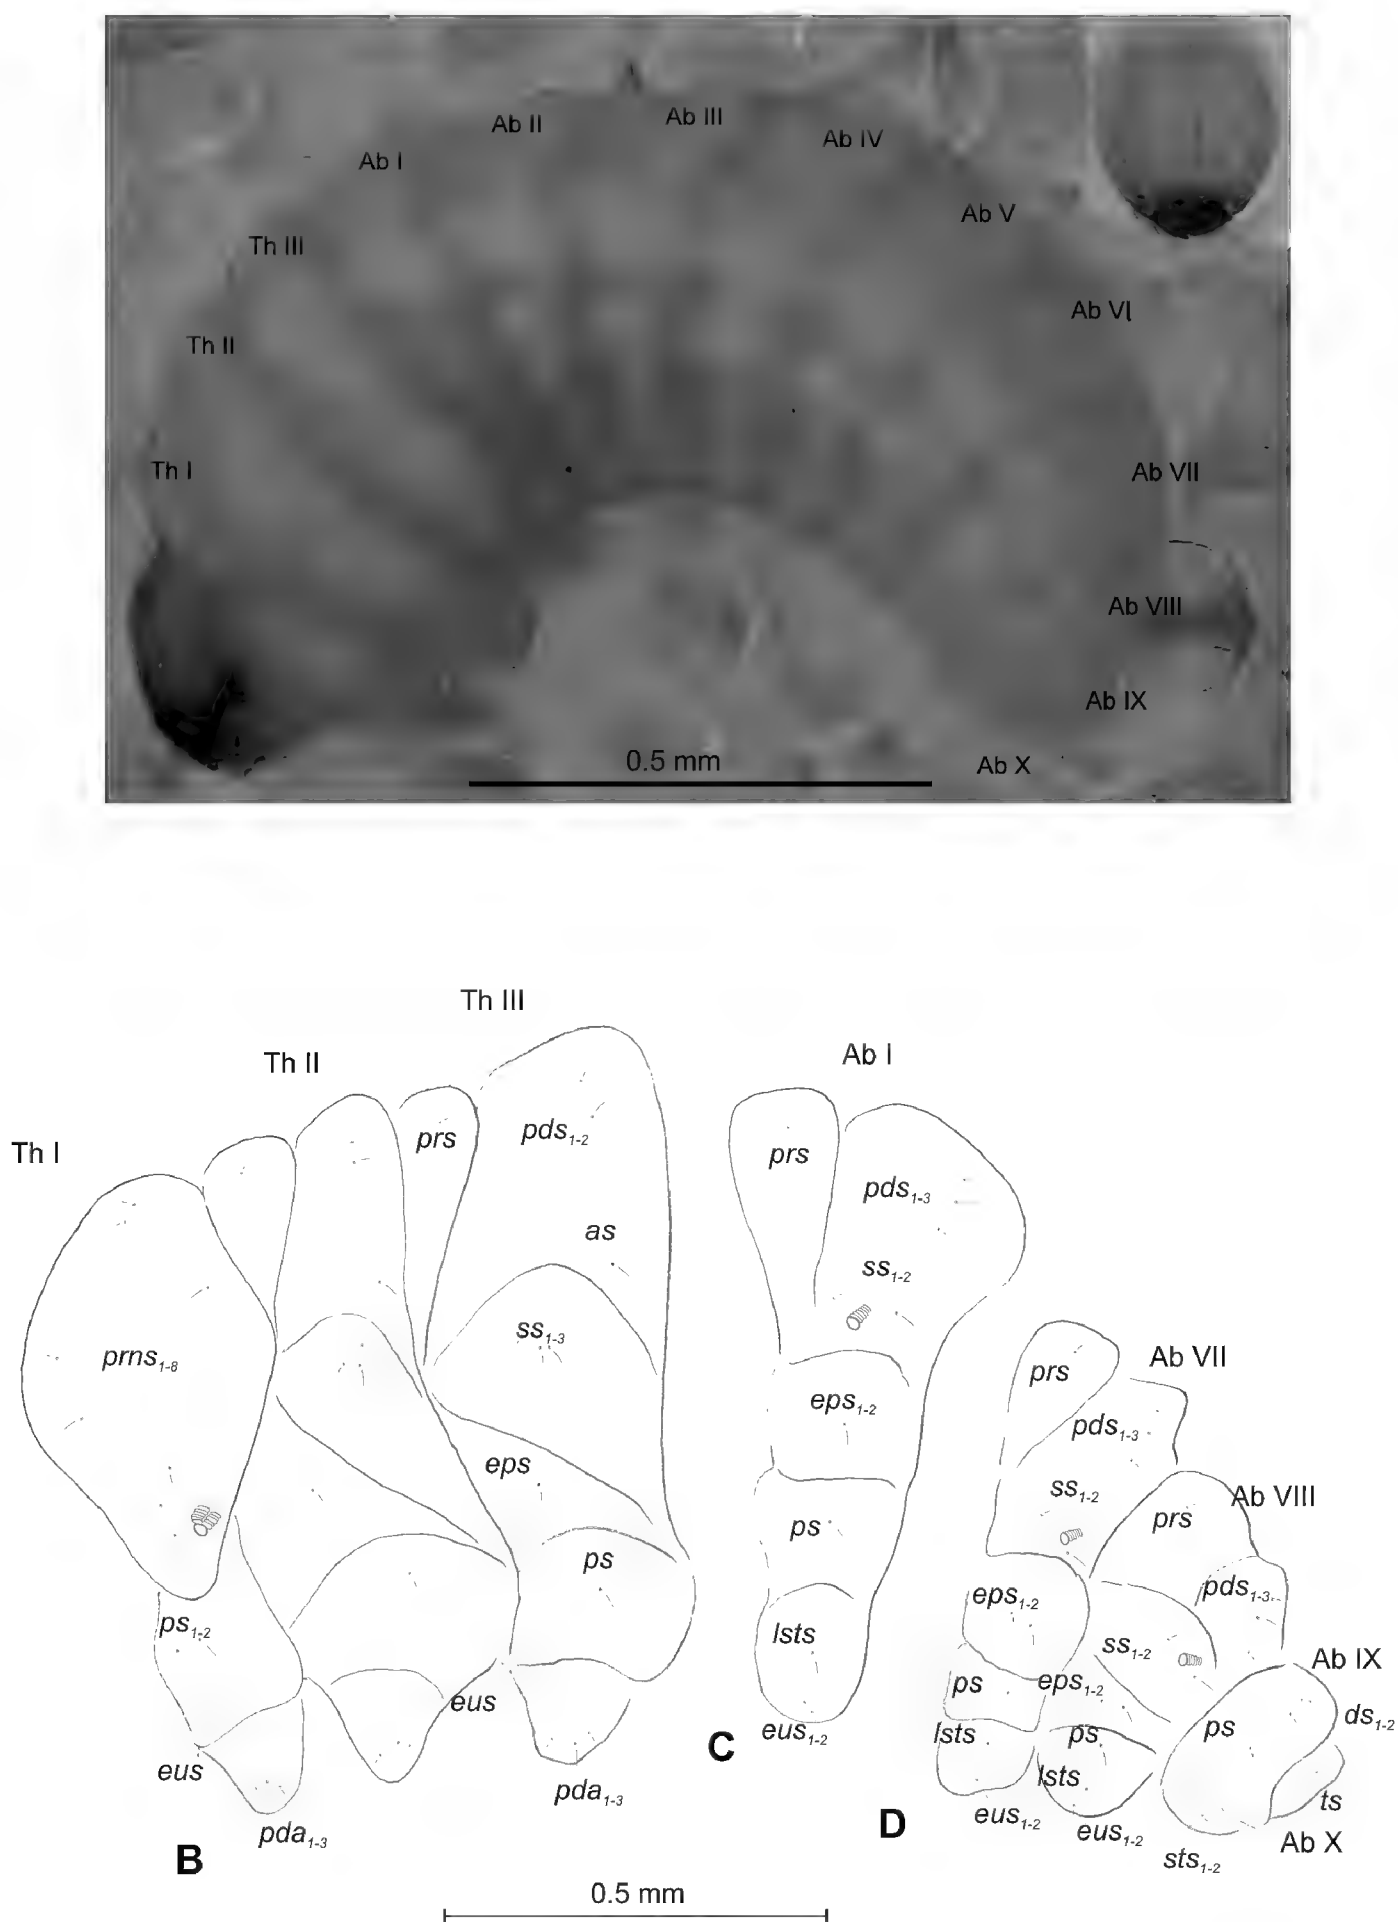 Ab II
Ab III
Ab IV
Ab I
Ab V
Th III
Ab VI
Th II
Th I
Ab VII
Ab VIII
Ab IX
0.5 mm
Ab X
Th III
Th II
Ab I
Th I
prs
pds1-2
prs
pds1-3
as
ss1-2
ss1-3
prns1-8
eps1-2
prs
Ab VII
pds1-3
eps
ss1-2
Ab VIII
prs
ps
ps
pds1-3
eps1-2
ps1-2
lsts
ss1-2
Ab IX
ps
eps1-2
eus
ds1-2
ps
eus1-2
C
lsts
ps
eus
lsts
pda1-3
ts
eus1-2
D
eus1-2
Ab X
pda1-3
B
sts1-2
0.5 mm